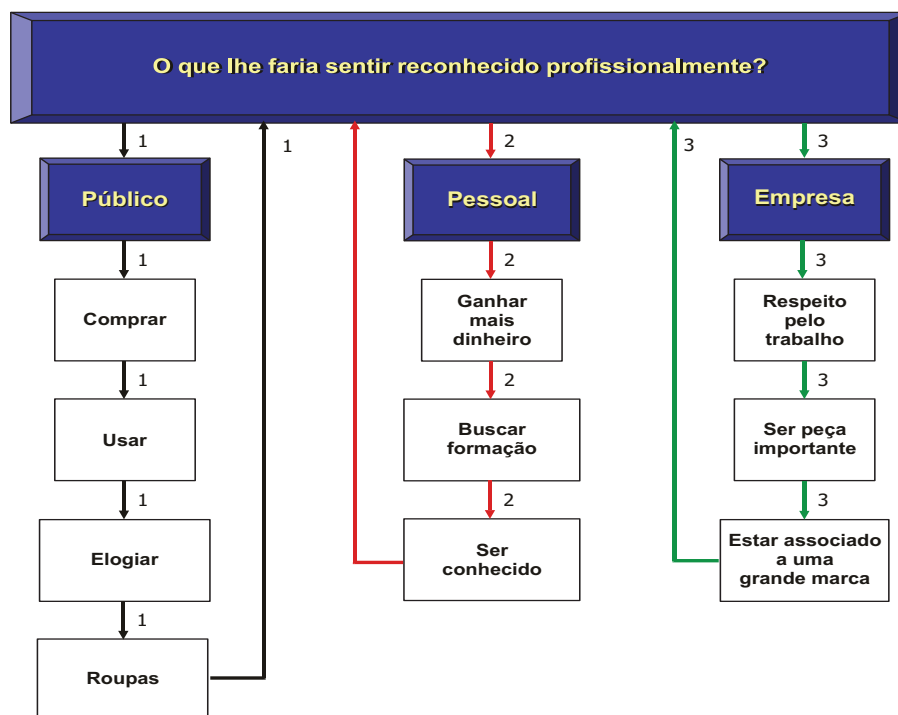 O que lhe faria sentir reconhecido profissionalmente?
1
1
2
3
3
Público
Pessoal
Empresa
1
2
3
Comprar
Ganhar
mais
dinheiro
Respeito
pelo
trabalho
1
2
3
Usar
Buscar
formação
Ser peça
importante
1
2
3
Elogiar
Ser
conhecido
Estar associado
a uma
grande marca
1
Roupas